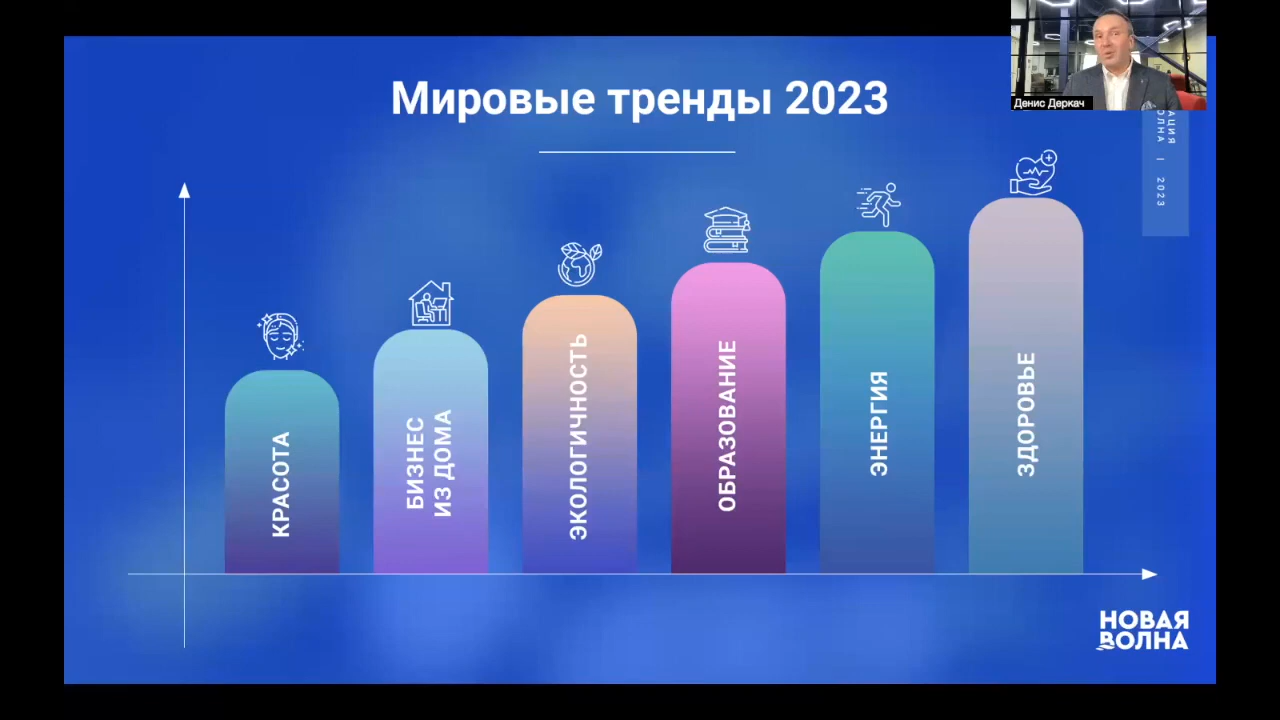 Мировые тренды 2023
Денис Деркач
2023
КРАСОТА
БИЗНЕС
ИЗ ДОМА
ЭКОЛОГИЧНОСТЬ
ОБРАЗОВАНИЕ
ЭНЕРГИЯ
ЗДОРОВЬЕ
НОВАЯ
ВОЛНА